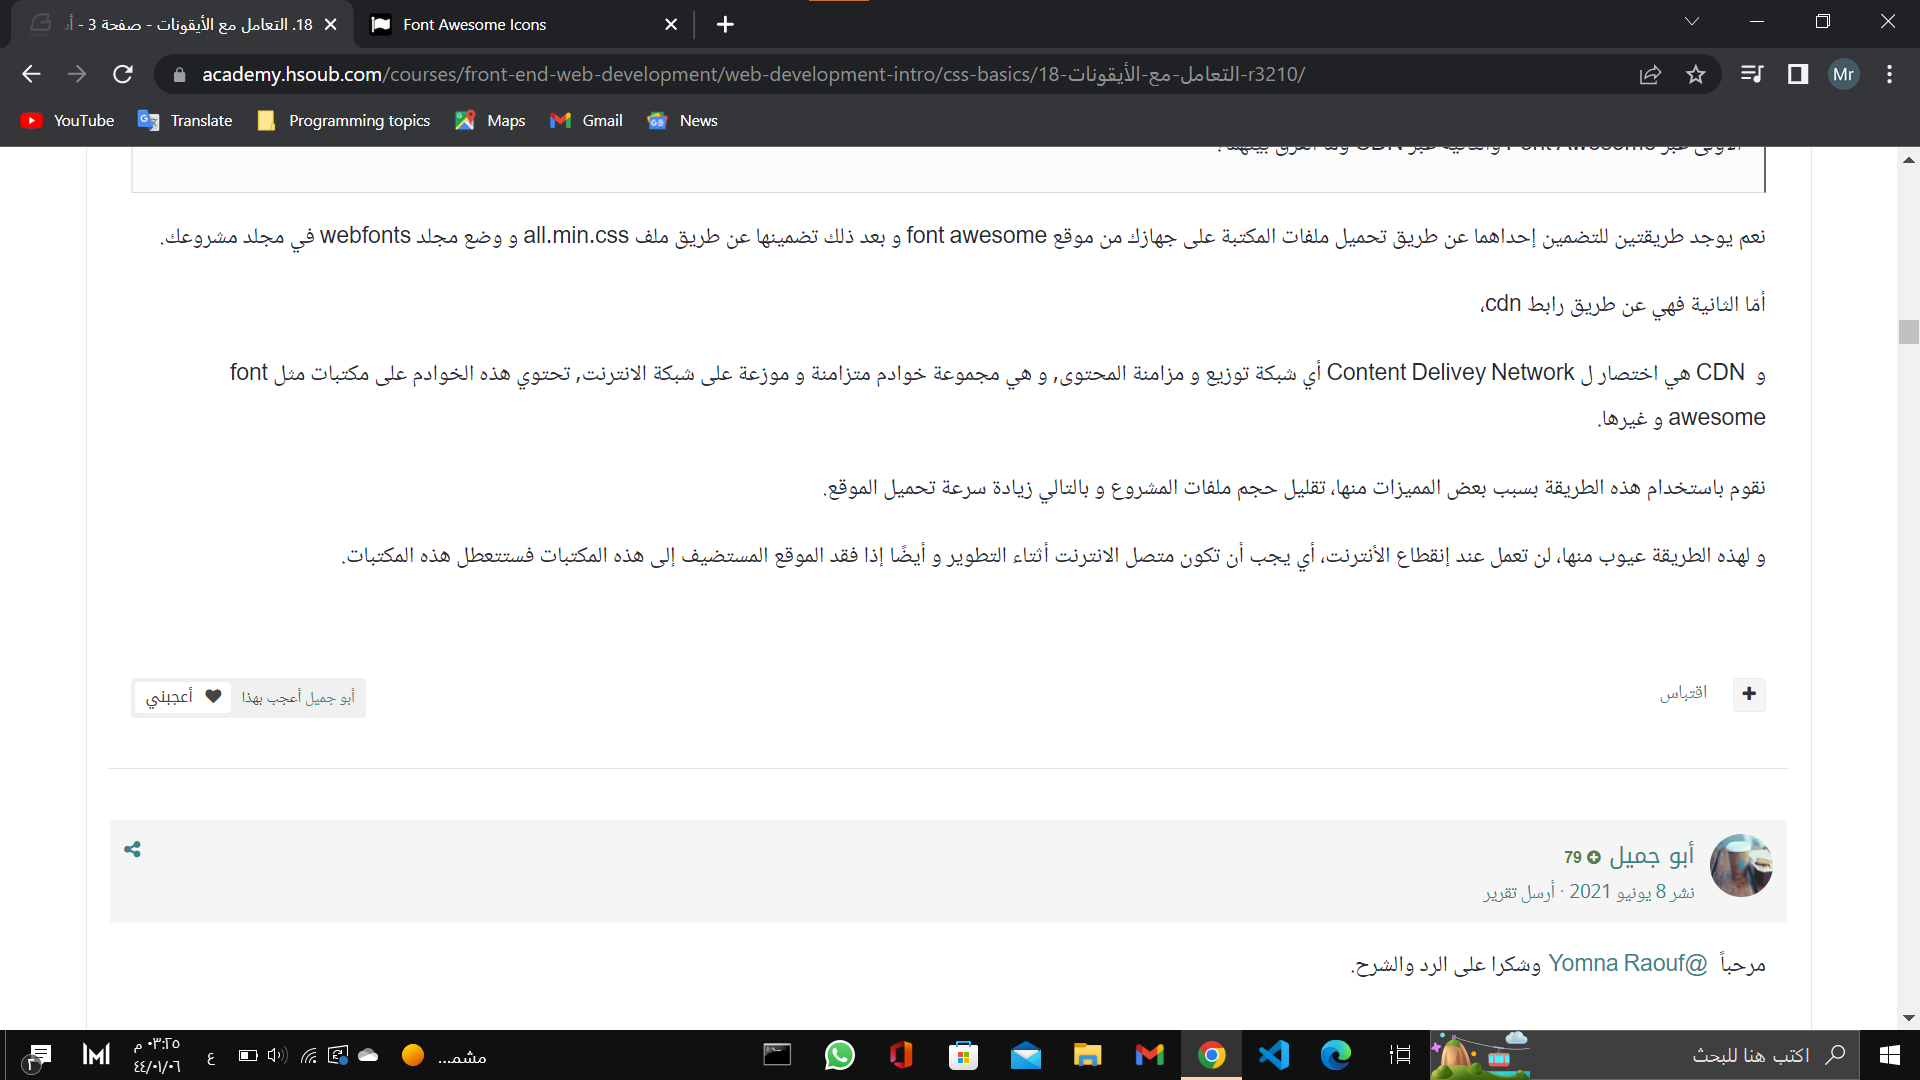 18. التعامل مع الأيقونات - صفحة 3 - أ
Font Awesome Icons
academy.hsoub.com/courses/front-end-web-development/web-development-intro/css-basics/18-التعامل-مع-الأيقونات-r3210/
Mr
YouTube
Translate
Programming topics
Maps
Gmail
News
نعم يوجد طريقتين للتضمين إحداهما عن طريق تحميل ملفات المكتبة على جهازك من موقع font awesome و بعد ذلك تضمينها عن طريق ملف all.min.css و وضع مجلد webfonts في مجلد مشروعك.
أمّا الثانية فهي عن طريق رابط cdn،
و CDN هي اختصار ل Content Delivey Network أي شبكة توزيع و مزامنة المحتوى, و هي مجموعة خوادم متزامنة و موزعة على شبكة الانترنت, تحتوي هذه الخوادم على مكتبات مثل font
awesome و غيرها.
نقوم باستخدام هذه الطريقة بسبب بعض المميزات منها، تقليل حجم ملفات المشروع و بالتالي زيادة سرعة تحميل الموقع.
و لهذه الطريقة عيوب منها، لن تعمل عند إنقطاع الأنترنت، أي يجب أن تكون متصل الانترنت أثناء التطوير و أيضًا إذا فقد الموقع المستضيف إلى هذه المكتبات فستتعطل هذه المكتبات.
اقتباس
أبو جميل أعجب بهذا
أعجبني
أبو جميل
79
نشر 8 يونيو 2021 · أرسل تقرير
مرحباً @Yomna Raouf وشكرا على الرد والشرح.
اكتب هنا للبحث
مشمـ...
ع
٠٣:٢٥ م
٤٤/٠١/٠٦
٣